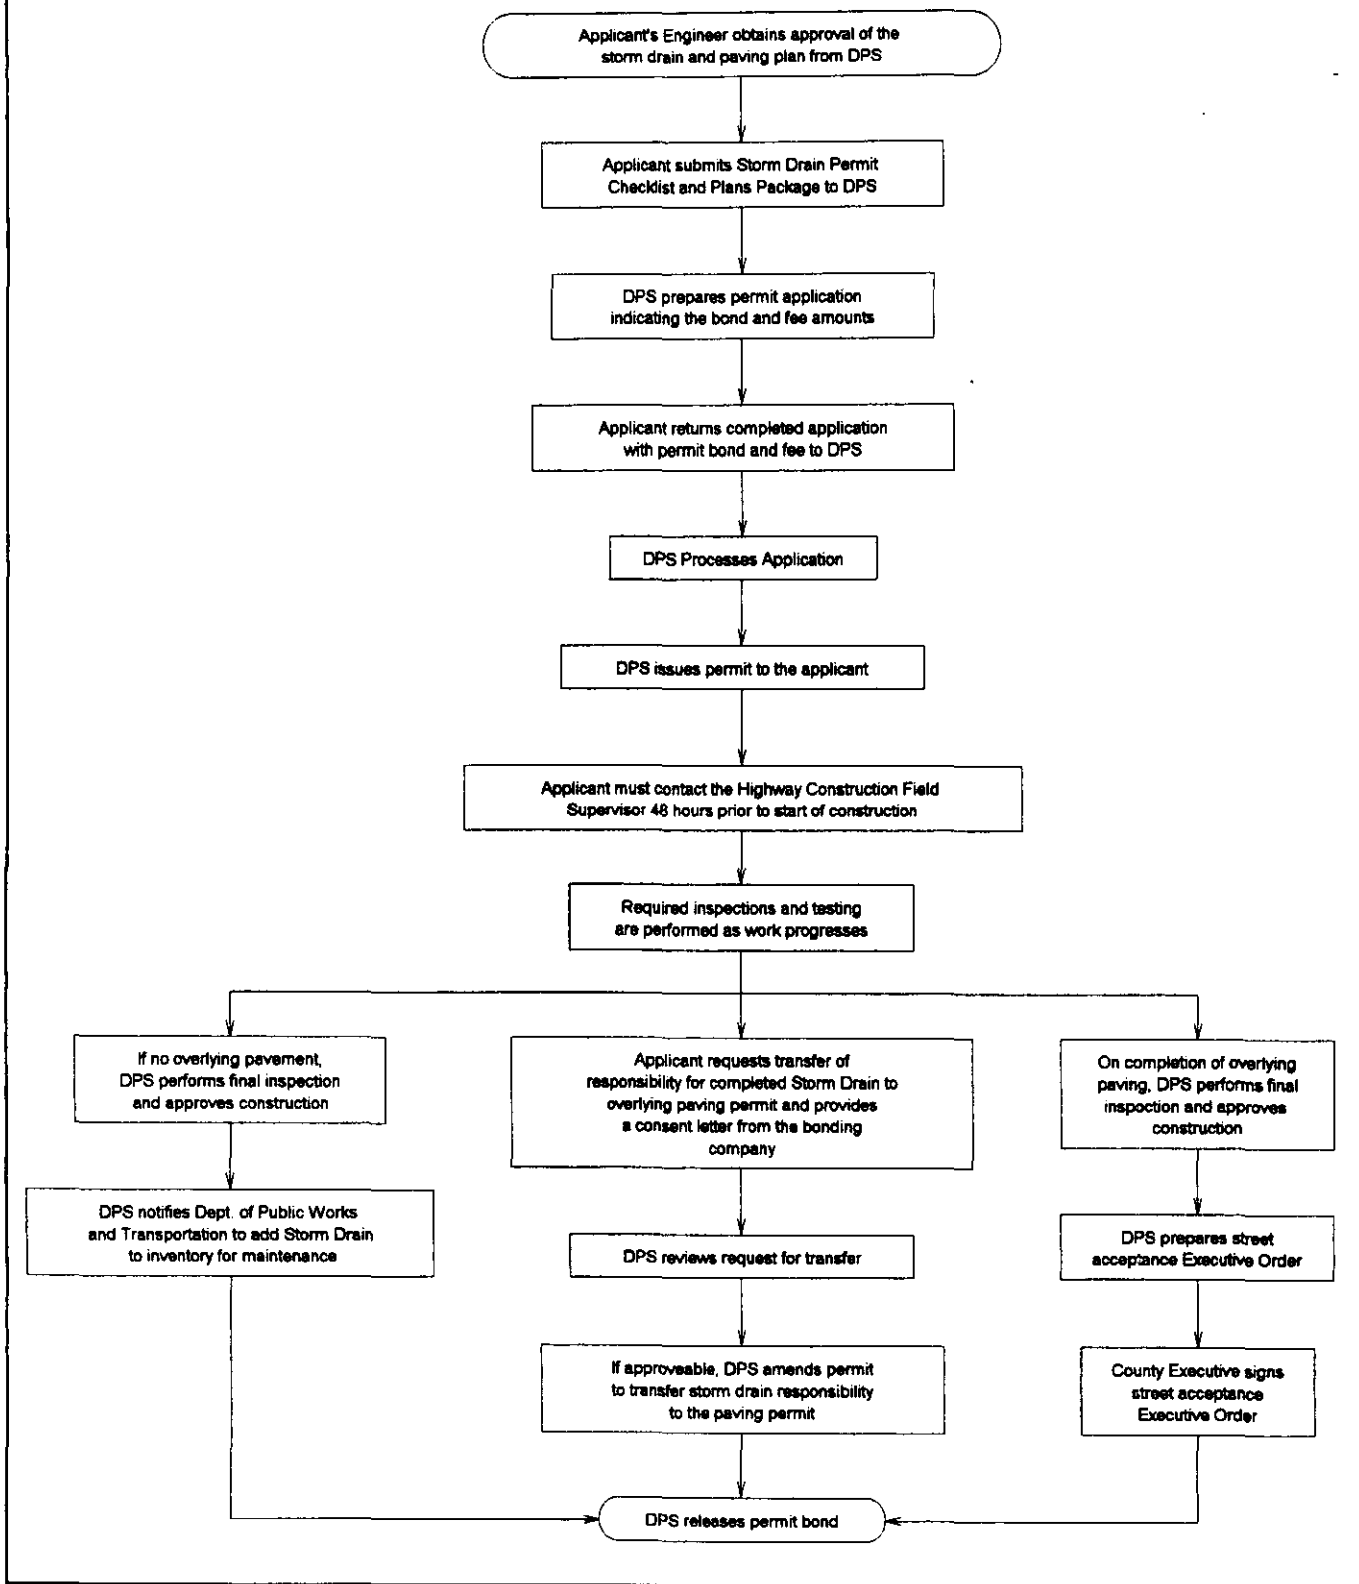 Applicant's Engineer obtains approval of the
storm drain and paving plan from DPS
Applicant submits Storm Drain Permit
Checklist and Plans Package to DPS
DPS prepares permit application
indicating the bond and fee amounts
Applicant returns completed application
with permit bond and fee to DPS
DPS Processes Application
DPS issues permit to the applicant
Applicant must contact the Highway Construction Field
Supervisor 48 hours prior to start of construction
Required inspections and testing
are performed as work progresses
If no overlying pavement,
DPS performs final inspection
and approves construction
DPS notifies Dept. of Public Works
and Transportation to add Storm Drain
to inventory for maintenance
Applicant requests transfer of
responsibility for completed Storm Drain to
overlying paving permit and provides
a consent letter from the bonding
company
DPS reviews request for transfer
If approveable, DPS amends permit
to transfer storm drain responsibility
to the paving permit
On completion of overlying
paving, DPS performs final
inspection and approves
construction
DPS prepares street
acceptance Executive Order
County Executive signs
street acceptance
Executive Order
DPS releases permit bond